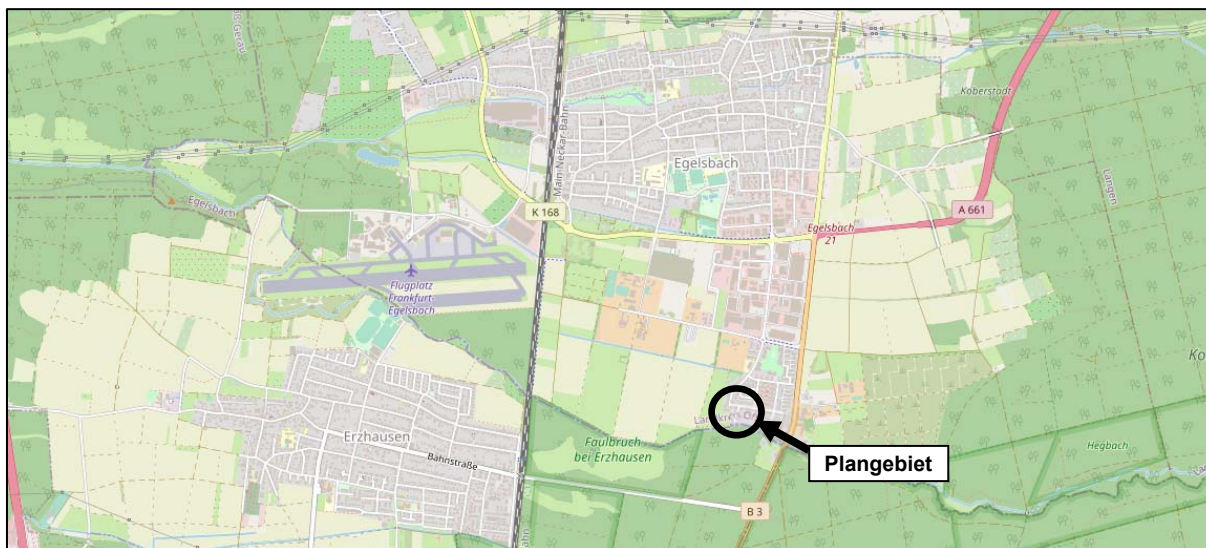 Koberstadt
Main-Neckar-Bahn
Egelsbach
Langen
Egelsbach
K 168
A 661
Egelsbach
21
Flugplatz
Frankfurt-
Egelsbach
Erzhausen
Bahnstraße
Faulbruch
bei Erzhausen
Plangebiet
Hegbach
B 3